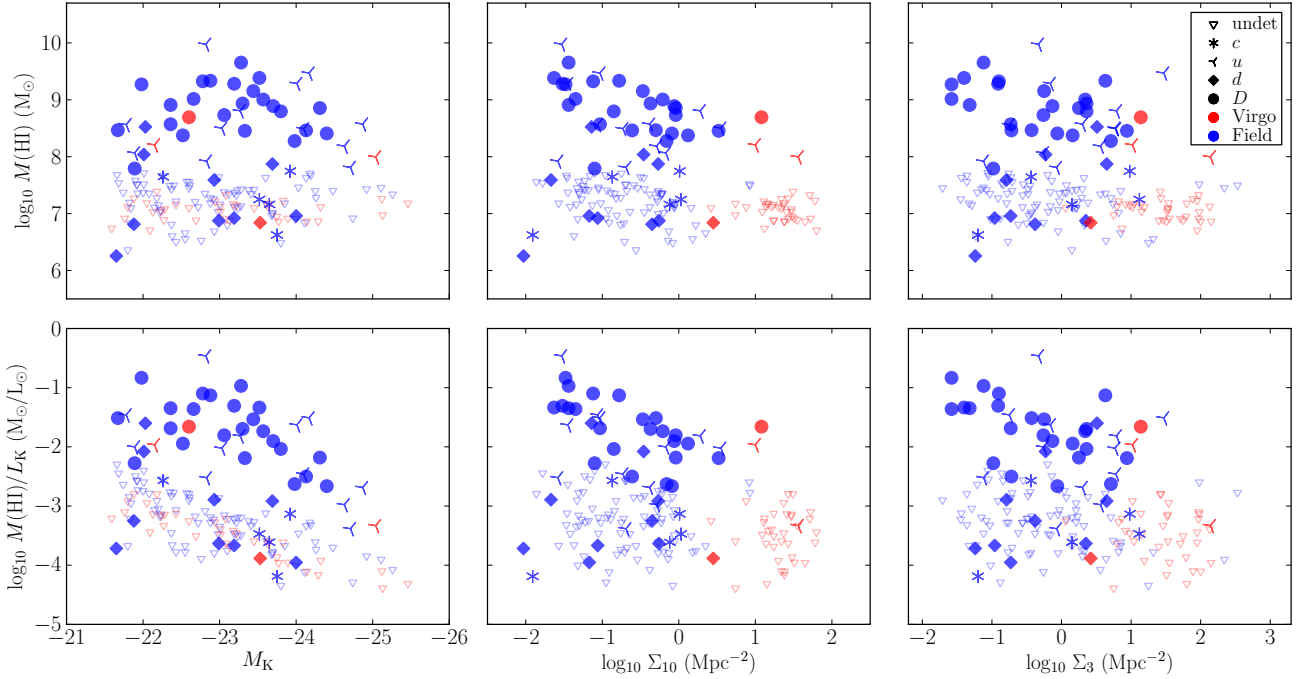 10
9
8
7
6
log₁₀ M(HI) (M⊙)
undet
c
u
d
D
Virgo
Field
0
−1
−2
−3
−4
−5
log₁₀ M(HI)/L_K (M⊙/L⊙)
−21 −22 −23 −24 −25 −26
M_K
−2 −1 0 1 2
log₁₀ Σ₁₀ (Mpc⁻²)
−2 −1 0 1 2 3
log₁₀ Σ₃ (Mpc⁻²)